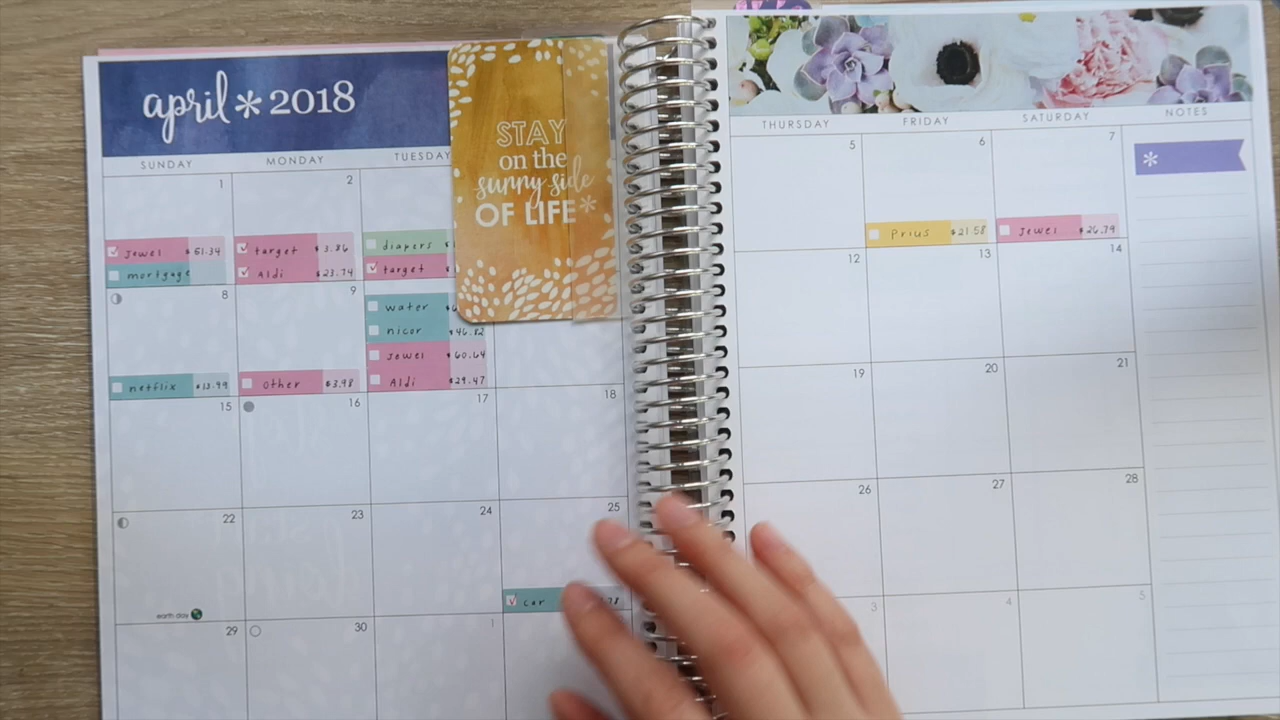 april * 2018
STAY
on the
sunny side
OF LIFE*
SUNDAY MONDAY TUESDAY
1 2
Jewel $51.34 target $3.86 diapers $
mortgage Aldi $23.74 target $
8 9
water
nicor $46.82
Jewel $60.64
netflix $13.99 other $3.98 Aldi $29.47
15 16 17 18
22 23 24 25
earth day car 78
29 30 1
THURSDAY FRIDAY SATURDAY NOTES
5 6 7
*
Prius $21.58 Jewel $26.79
12 13 14
19 20 21
26 27 28
3 4 5